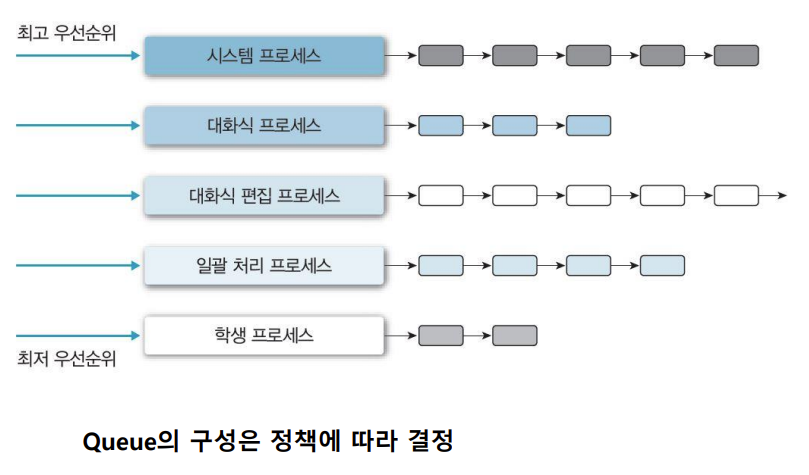 최고 우선순위
시스템 프로세스
대화식 프로세스
대화식 편집 프로세스
일괄 처리 프로세스
학생 프로세스
최저 우선순위
Queue의 구성은 정책에 따라 결정